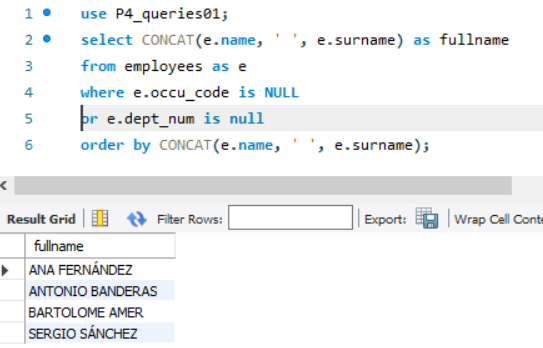 1 use P4_queries01;
2 select CONCAT(e.name, ' ', e.surname) as fullname
3 from employees as e
4 where e.occu_code is NULL
5 or e.dept_num is null
6 order by CONCAT(e.name, ' ', e.surname);
Result Grid Filter Rows: Export: Wrap Cell Conte
fullname
ANA FERNÁNDEZ
ANTONIO BANDERAS
BARTOLOME AMER
SERGIO SÁNCHEZ